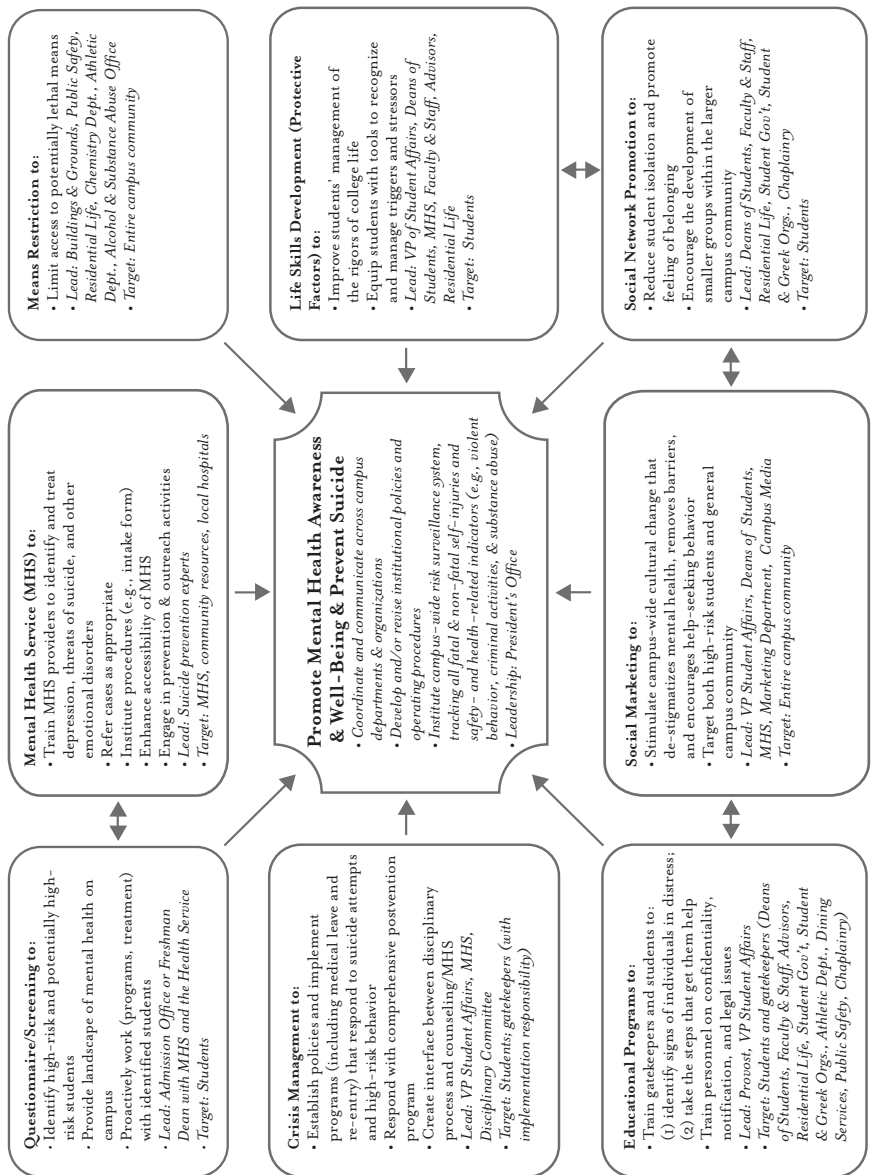 Questionnaire/Screening to:
• Identify high-risk and potentially high-
risk students
• Provide landscape of mental health on
campus
• Proactively work (programs, treatment)
with identified students
• Lead: Admission Office or Freshman
Dean with MHS and the Health Service
• Target: Students
Mental Health Service (MHS) to:
• Train MHS providers to identify and treat
depression, threats of suicide, and other
emotional disorders
• Refer cases as appropriate
• Institute procedures (e.g., intake form)
• Enhance accessibility of MHS
• Engage in prevention & outreach activities
• Lead: Suicide prevention experts
• Target: MHS, community resources, local hospitals
Means Restriction to:
• Limit access to potentially lethal means
• Lead: Buildings & Grounds, Public Safety,
Residential Life, Chemistry Dept., Athletic
Dept., Alcohol & Substance Abuse Office
• Target: Entire campus community
Crisis Management to:
• Establish policies and implement
programs (including medical leave and
re-entry) that respond to suicide attempts
and high-risk behavior
• Respond with comprehensive postvention
program
• Create interface between disciplinary
process and counseling/MHS
• Lead: VP Student Affairs, MHS,
Disciplinary Committee
• Target: Students; gatekeepers (with
implementation responsibility)
Promote Mental Health Awareness
& Well-Being & Prevent Suicide
• Coordinate and communicate across campus
departments & organizations
• Develop and/or revise institutional policies and
operating procedures
• Institute campus-wide risk surveillance system,
tracking all fatal & non-fatal self-injuries and
safety- and health-related indicators (e.g., violent
behavior, criminal activities, & substance abuse)
• Leadership: President's Office
Life Skills Development (Protective
Factors) to:
• Improve students' management of
the rigors of college life
• Equip students with tools to recognize
and manage triggers and stressors
• Lead: VP of Student Affairs, Deans of
Students, MHS, Faculty & Staff, Advisors,
Residential Life
• Target: Students
Educational Programs to:
• Train gatekeepers and students to:
(1) identify signs of individuals in distress;
(2) take the steps that get them help
• Train personnel on confidentiality,
notification, and legal issues
• Lead: Provost, VP Student Affairs
• Target: Students and gatekeepers (Deans
of Students, Faculty & Staff, Advisors,
Residential Life, Student Gov't, Student
& Greek Orgs., Athletic Dept., Dining
Services, Public Safety, Chaplainry)
Social Marketing to:
• Stimulate campus-wide cultural change that
de-stigmatizes mental health, removes barriers,
and encourages help-seeking behavior
• Target both high-risk students and general
campus community
• Lead: VP Student Affairs, Deans of Students,
MHS, Marketing Department, Campus Media
• Target: Entire campus community
Social Network Promotion to:
• Reduce student isolation and promote
feeling of belonging
• Encourage the development of
smaller groups within the larger
campus community
• Lead: Deans of Students, Faculty & Staff,
Residential Life, Student Gov't, Student
& Greek Orgs., Chaplainry
• Target: Students